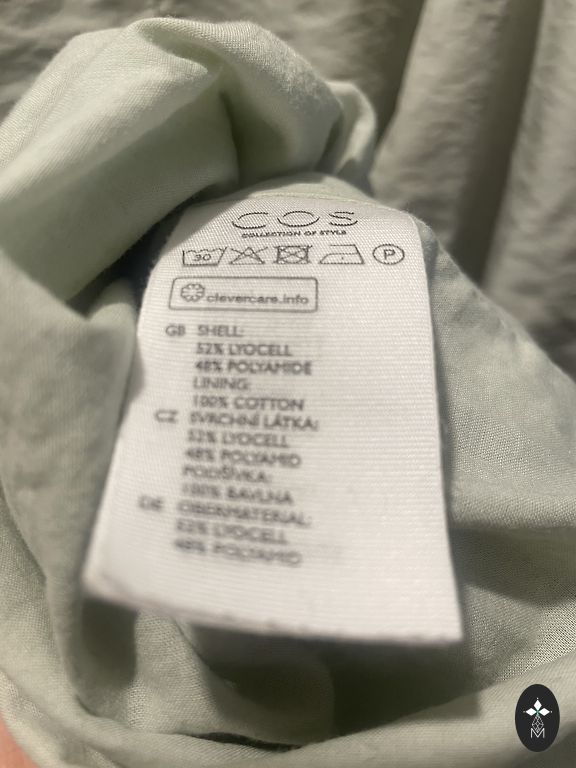 COS
COLLECTION OF STYLE
30 P
clevercare.info
GB SHELL:
52% LYOCELL
48% POLYAMIDE
LINING:
100% COTTON
CZ SVRCHNÍ LÁTKA:
52% LYOCELL
48% POLYAMID
PODŠÍVKA:
100% BAVLNA
DE OBERMATERIAL:
52% LYOCELL
48% POLYAMID
M